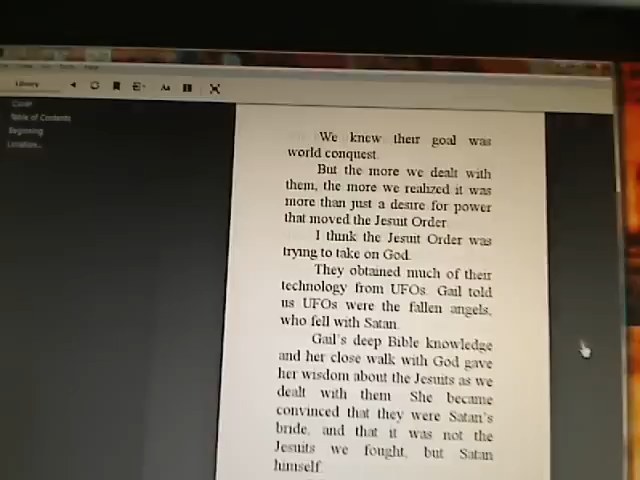 Library
Cover
Table of Contents
Beginning
Location...
We knew their goal was
world conquest.
But the more we dealt with
them, the more we realized it was
more than just a desire for power
that moved the Jesuit Order.
I think the Jesuit Order was
trying to take on God.
They obtained much of their
technology from UFOs. Gail told
us UFOs were the fallen angels,
who fell with Satan.
Gail's deep Bible knowledge
and her close walk with God gave
her wisdom about the Jesuits as we
dealt with them. She became
convinced that they were Satan's
bride, and that it was not the
Jesuits we fought, but Satan
himself.